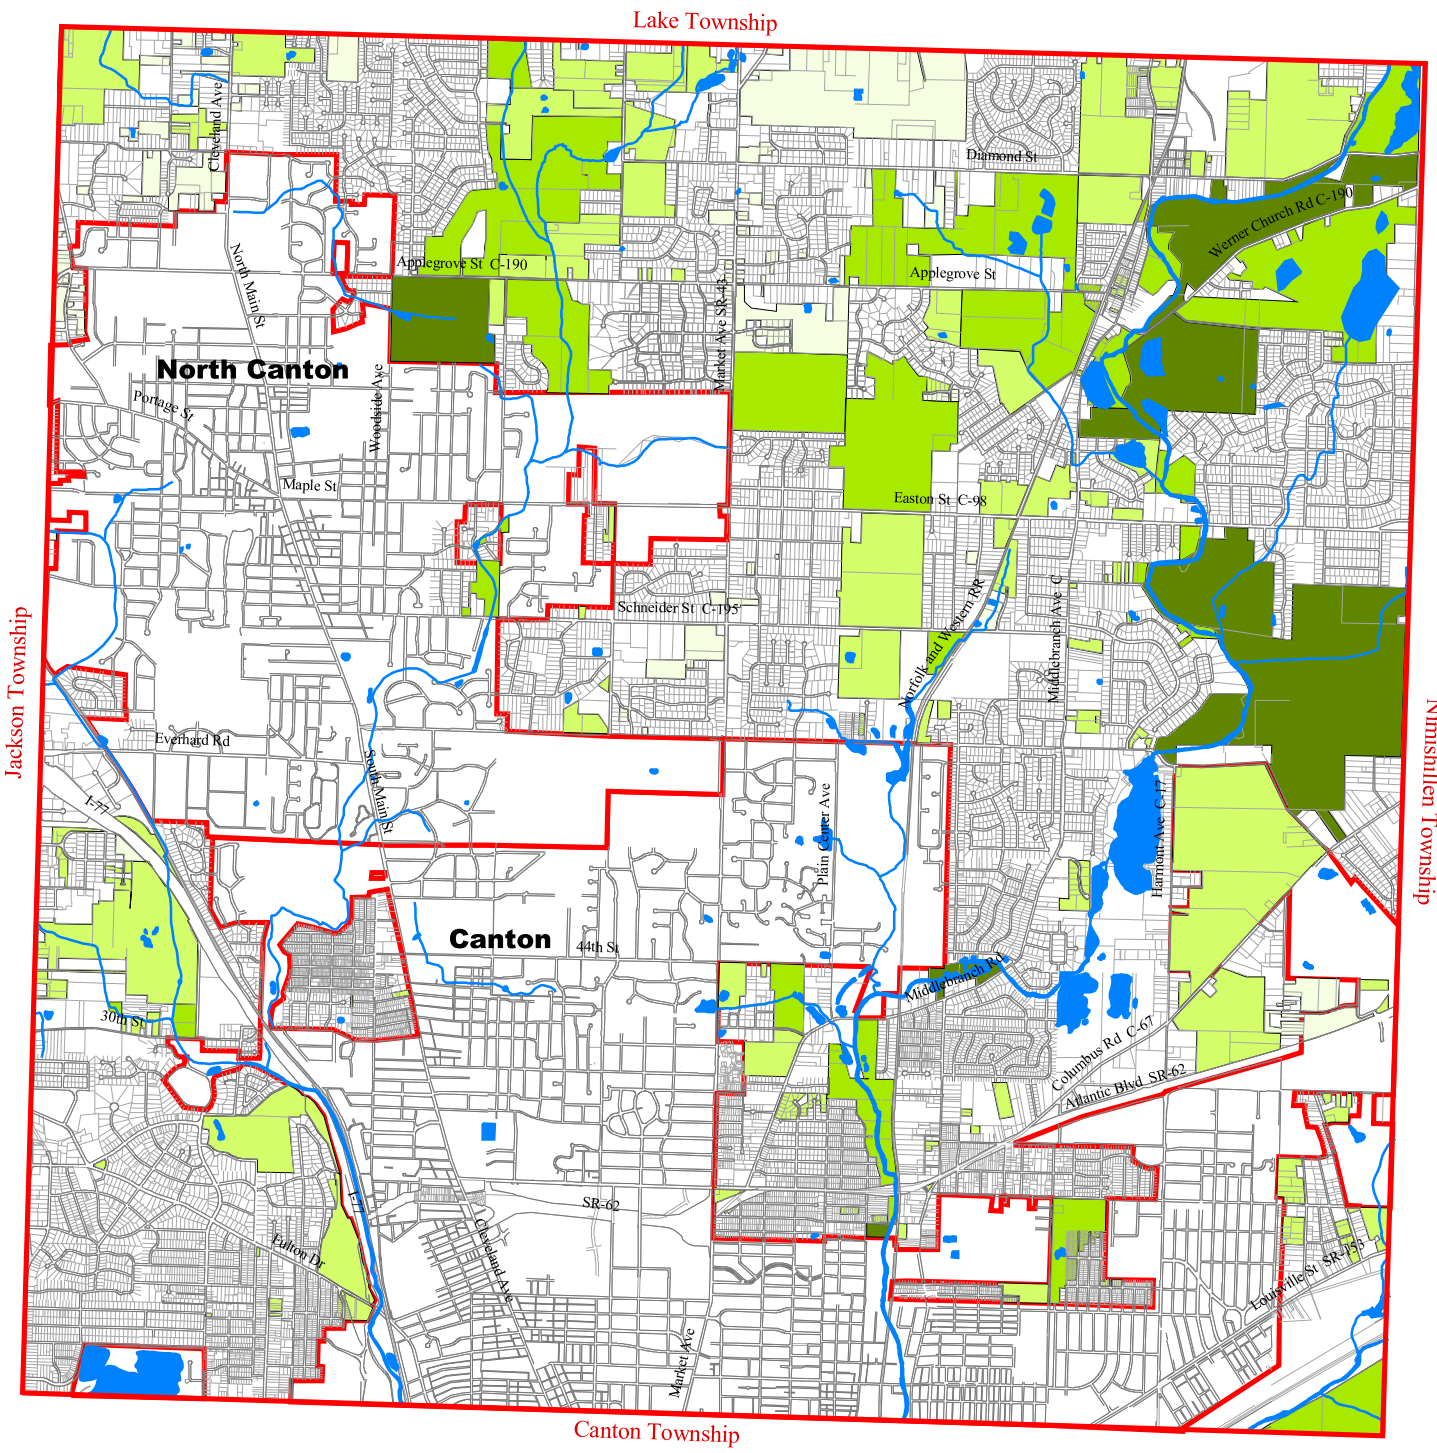 Lake Township
Cleveland Ave
Diamond St
Werner Church Rd C-190
North Main St
Applegrove St C-190
Applegrove St
Market Ave SR-43
North Canton
Portage St
Woodside Ave
Maple St
Easton St C-98
Norfolk and Western RR
Middlebranch Ave C
Schneider St C-195
Jackson Township
Nimishillen Township
Everhard Rd
I-77
South Main St
Plain Center Ave
Harmont Ave C-17
Canton
44th St
Middlebranch Rd
30th St
Columbus Rd C-67
Atlantic Blvd SR-62
I-77
SR-62
Fulton Dr
Cleveland Ave
Louisville St SR-153
Market Ave
Canton Township